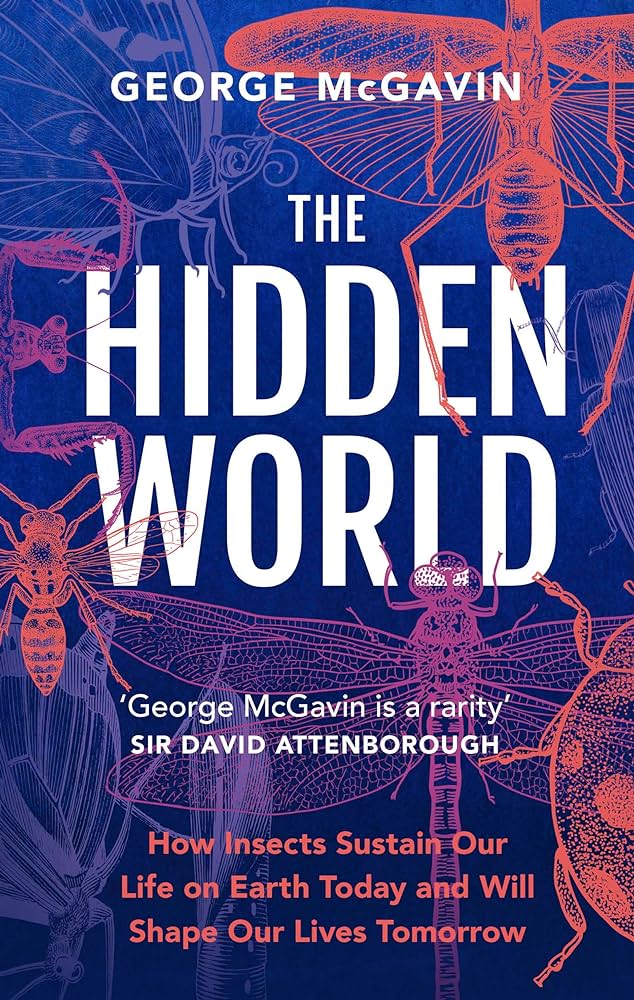 GEORGE McGAVIN
THE
HIDDEN
WORLD
‘George McGavin is a rarity’
SIR DAVID ATTENBOROUGH
How Insects Sustain Our
Life on Earth Today and Will
Shape Our Lives Tomorrow